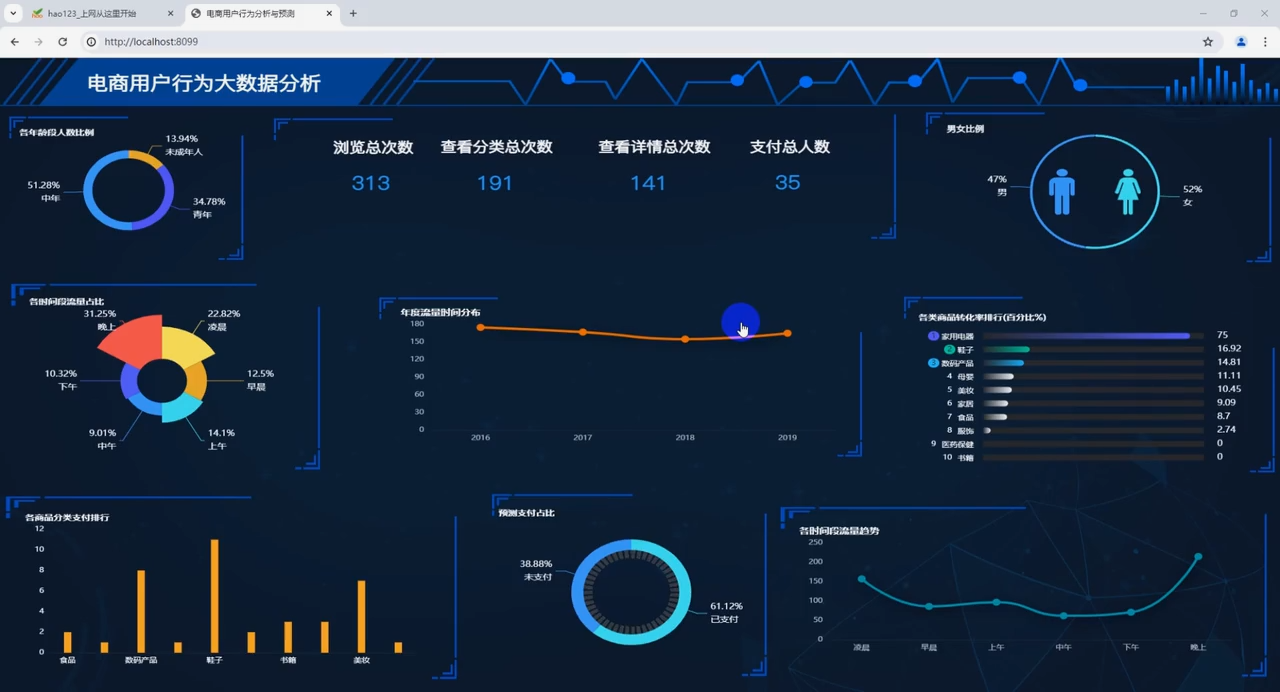 hao123_上网从这里开始
电商用户行为分析与预测
http://localhost:8099
电商用户行为大数据分析
各年龄段人数比例
13.94%
未成年人
51.28%
中年
34.78%
青年
浏览总次数 查看分类总次数 查看详情总次数 支付总人数
313 191 141 35
男女比例
47%
男
52%
女
各时间段流量占比
31.25%
晚上
22.82%
凌晨
10.32%
下午
12.5%
早晨
9.01%
中午
14.1%
上午
年度流量时间分布
180
150
120
90
60
30
0
2016 2017 2018 2019
各类商品转化率排行(百分比%)
1 家用电器 75
2 鞋子 16.92
3 数码产品 14.81
4 母婴 11.11
5 美妆 10.45
6 家居 9.09
7 食品 8.7
8 服饰 2.74
9 医药保健 0
10 书籍 0
各商品分类支付排行
12
10
8
6
4
2
0
食品 数码产品 鞋子 书籍 美妆
预测支付占比
38.88%
未支付
61.12%
已支付
各时间段流量趋势
250
200
150
100
50
0
凌晨 早晨 上午 中午 下午 晚上